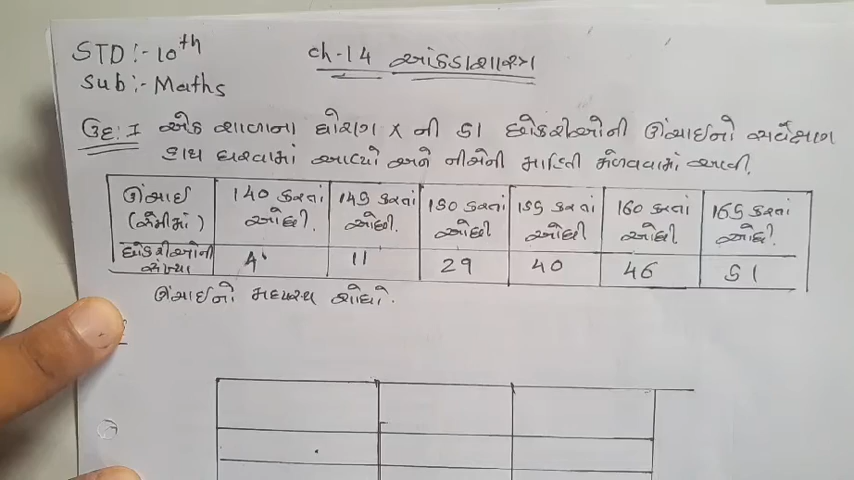 STD:- 10th
Sub:- Maths
ch-14 આંકડાશાસ્ત્ર
ઉદા:-I એક શાળાના ધોરણ X ની 51 છોકરીઓની ઊંચાઈનો સર્વેક્ષણ
હાથ ધરવામાં આવ્યો અને નીચેની માહિતી મેળવવામાં આવી.
ઊંચાઈ (સેમીમાં) 140 કરતાં ઓછી. 145 કરતાં ઓછી. 150 કરતાં ઓછી 155 કરતાં ઓછી 160 કરતાં ઓછી. 165 કરતાં ઓછી.
છોકરીઓની સંખ્યા 4 11 29 40 46 51
ઊંચાઈનો મધ્યસ્થ શોધો.